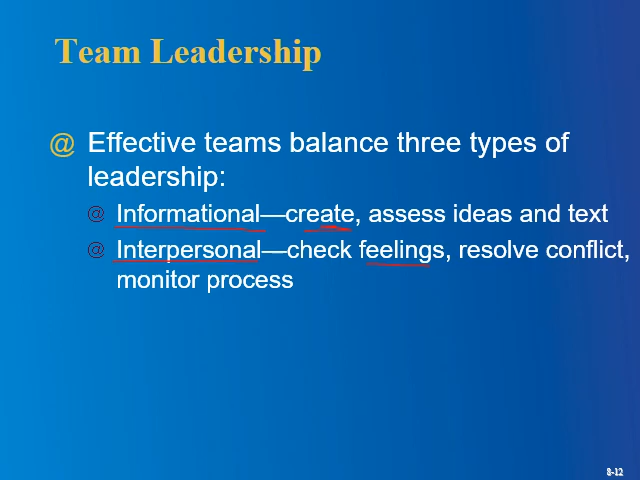 Team Leadership
@ Effective teams balance three types of
leadership:
@ Informational—create, assess ideas and text
@ Interpersonal—check feelings, resolve conflict,
monitor process
8-12